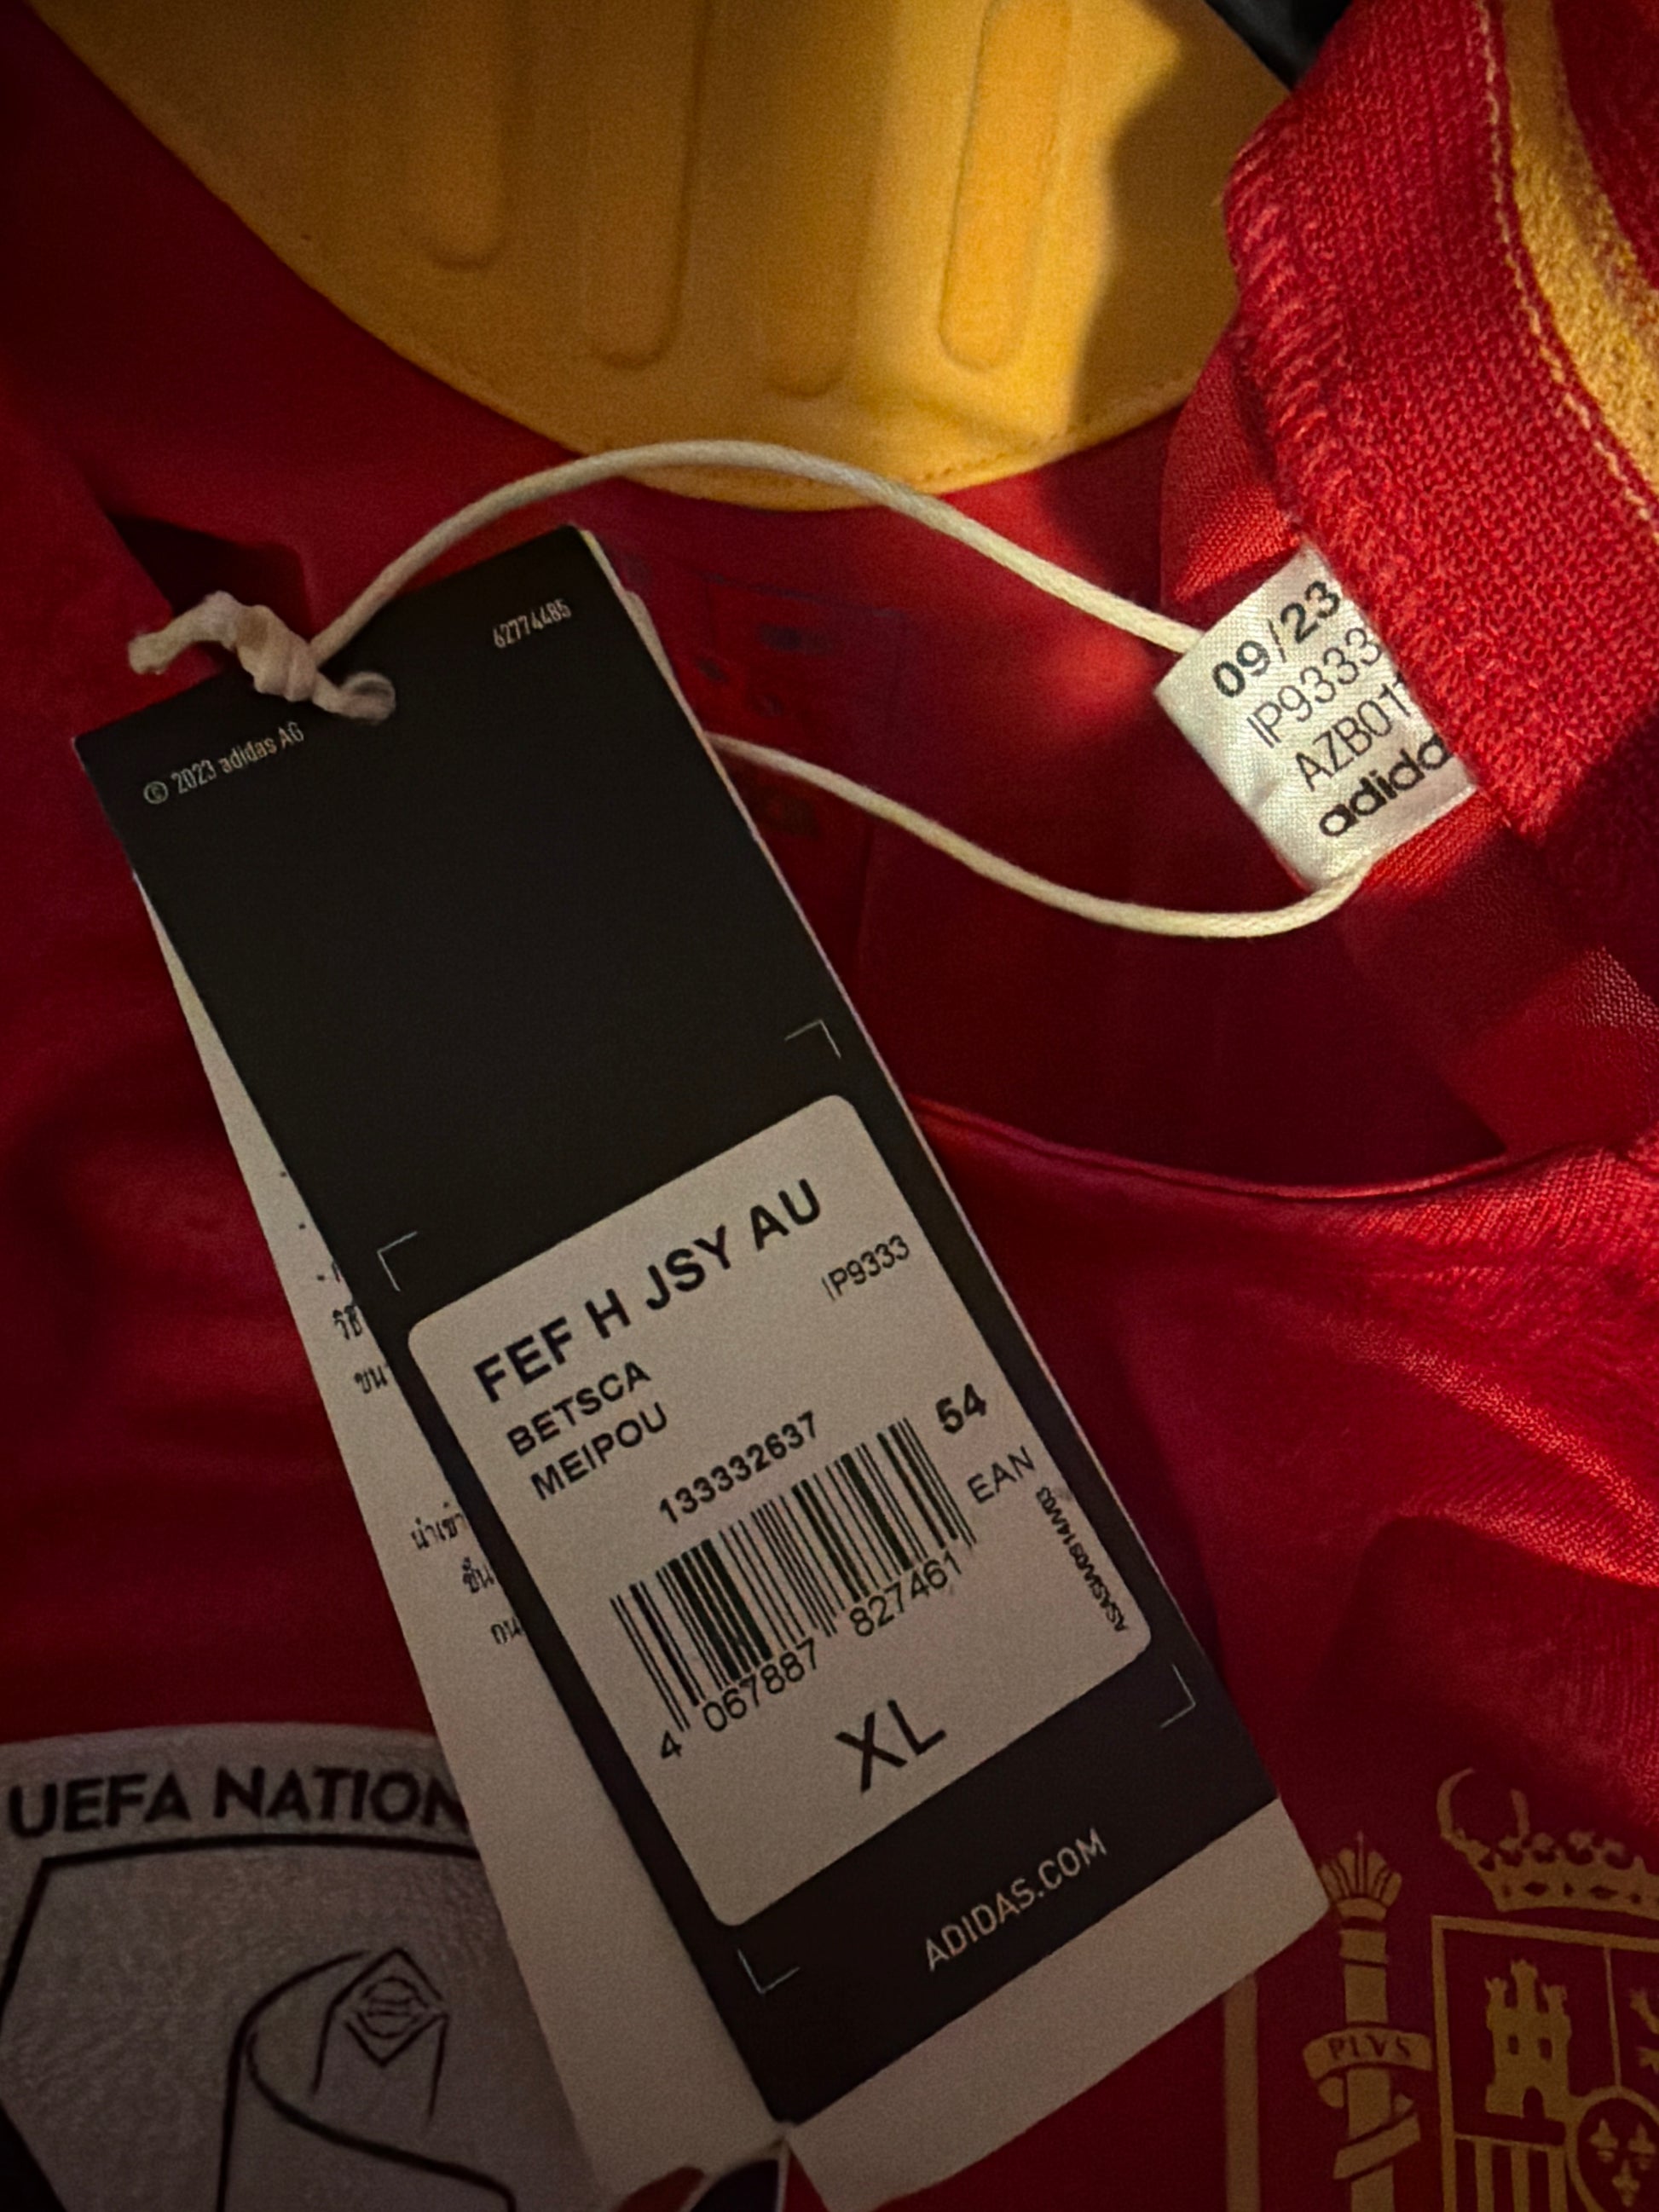 62774485
© 2023 adidas AG
09/23
IP9333
AZB01
adidas
FEF H JSY AU
IP9333
BETSCA
MEIPOU
133332637
54
EAN
4 067887 827461
XL
ADIDAS.COM
UEFA NATION
PLVS